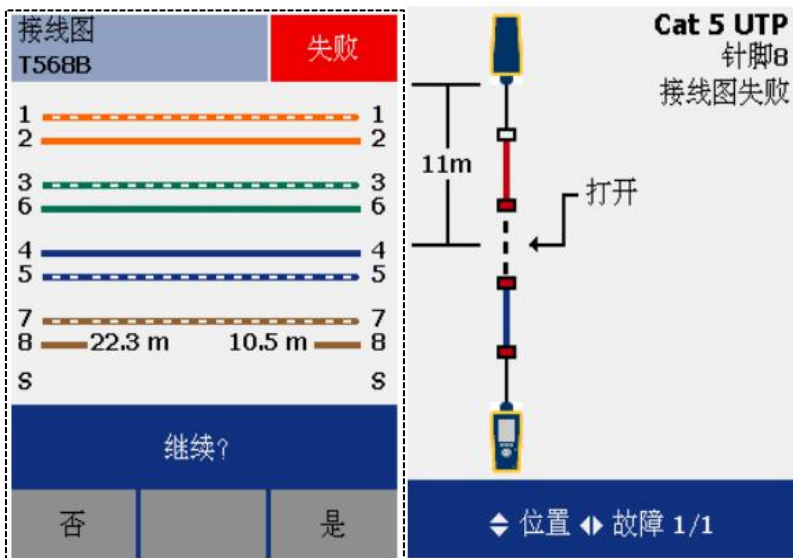 接线图
T568B
失败
1 1
2 2
3 3
6 6
4 4
5 5
7 7
8 22.3 m 10.5 m 8
S S
继续?
否
是
Cat 5 UTP
针脚8
接线图失败
11m
打开
位置 故障 1/1